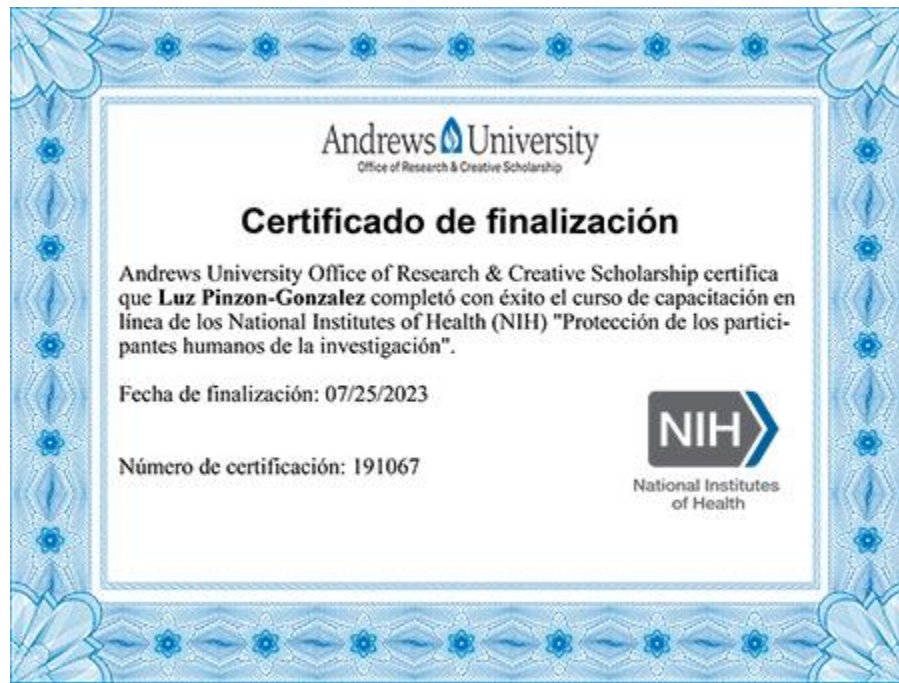 Andrews University
Office of Research & Creative Scholarship
Certificado de finalización
Andrews University Office of Research & Creative Scholarship certifica
que Luz Pinzon-Gonzalez completó con éxito el curso de capacitación en
línea de los National Institutes of Health (NIH) "Protección de los partici-
pantes humanos de la investigación".
Fecha de finalización: 07/25/2023
Número de certificación: 191067
NIH
National Institutes
of Health